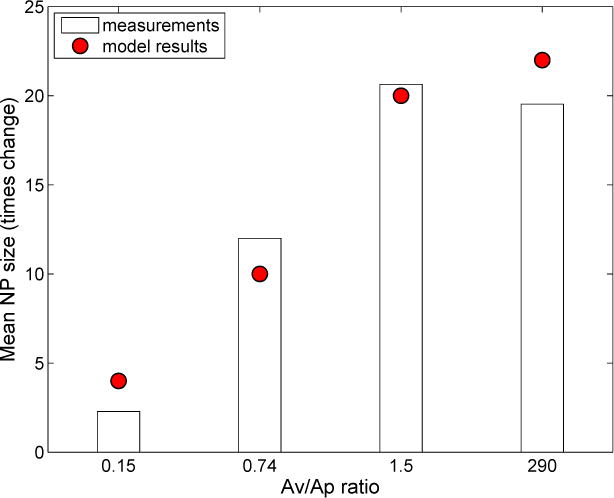 25
20
15
10
5
0
measurements
model results
Mean NP size (times change)
0.15 0.74 1.5 290
Av/Ap ratio